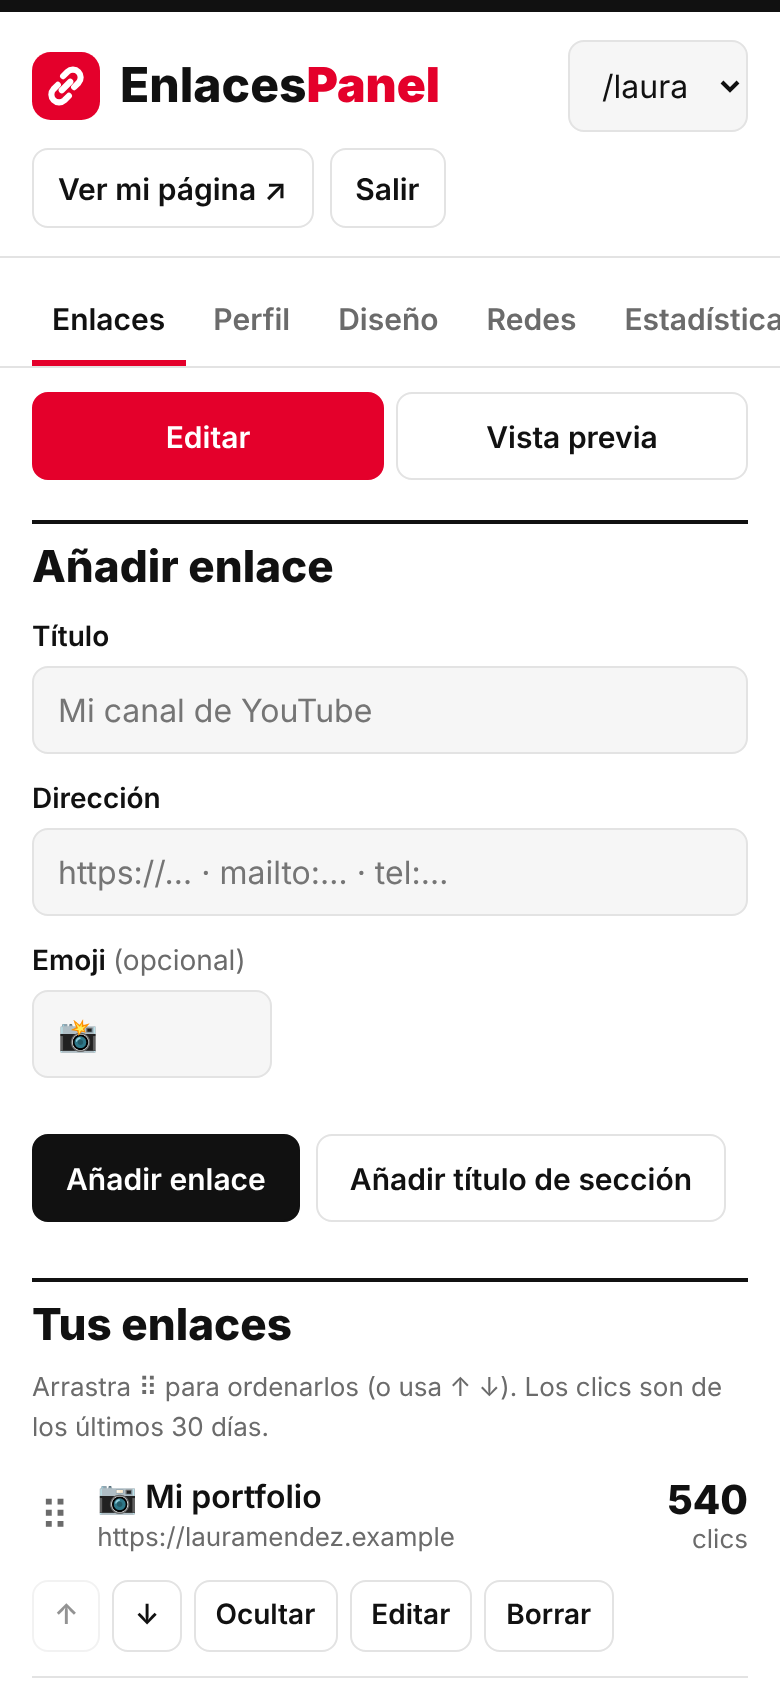 EnlacesPanel
/laura
Ver mi página ↗
Salir
Enlaces
Perfil
Diseño
Redes
Estadística
Editar
Vista previa
Añadir enlace
Título
Mi canal de YouTube
Dirección
https://... · mailto:... · tel:...
Emoji (opcional)
📸
Añadir enlace
Añadir título de sección
Tus enlaces
Arrastra ⠿ para ordenarlos (o usa ↑ ↓). Los clics son de
los últimos 30 días.
📷 Mi portfolio
540
https://lauramendez.example
clics
↑
↓
Ocultar
Editar
Borrar